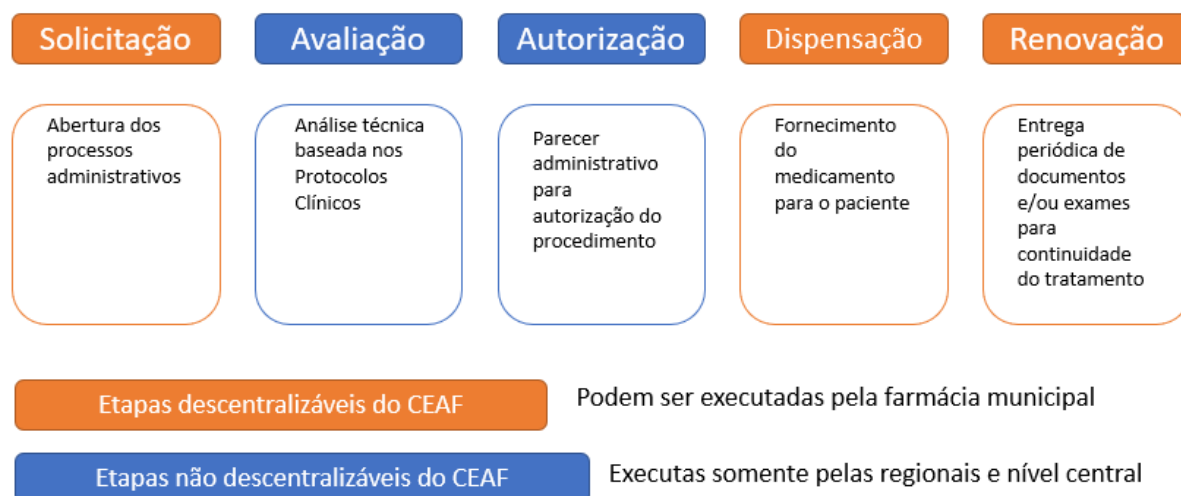 Solicitação
Avaliação
Autorização
Dispensação
Renovação
Abertura dos
processos
administrativos
Análise técnica
baseada nos
Protocolos
Clínicos
Parecer
administrativo
para
autorização do
procedimento
Fornecimento
do
medicamento
para o paciente
Entrega
periódica de
documentos
e/ou exames
para
continuidade
do tratamento
Etapas descentralizáveis do CEAF
Podem ser executadas pela farmácia municipal
Etapas não descentralizáveis do CEAF
Executas somente pelas regionais e nível central